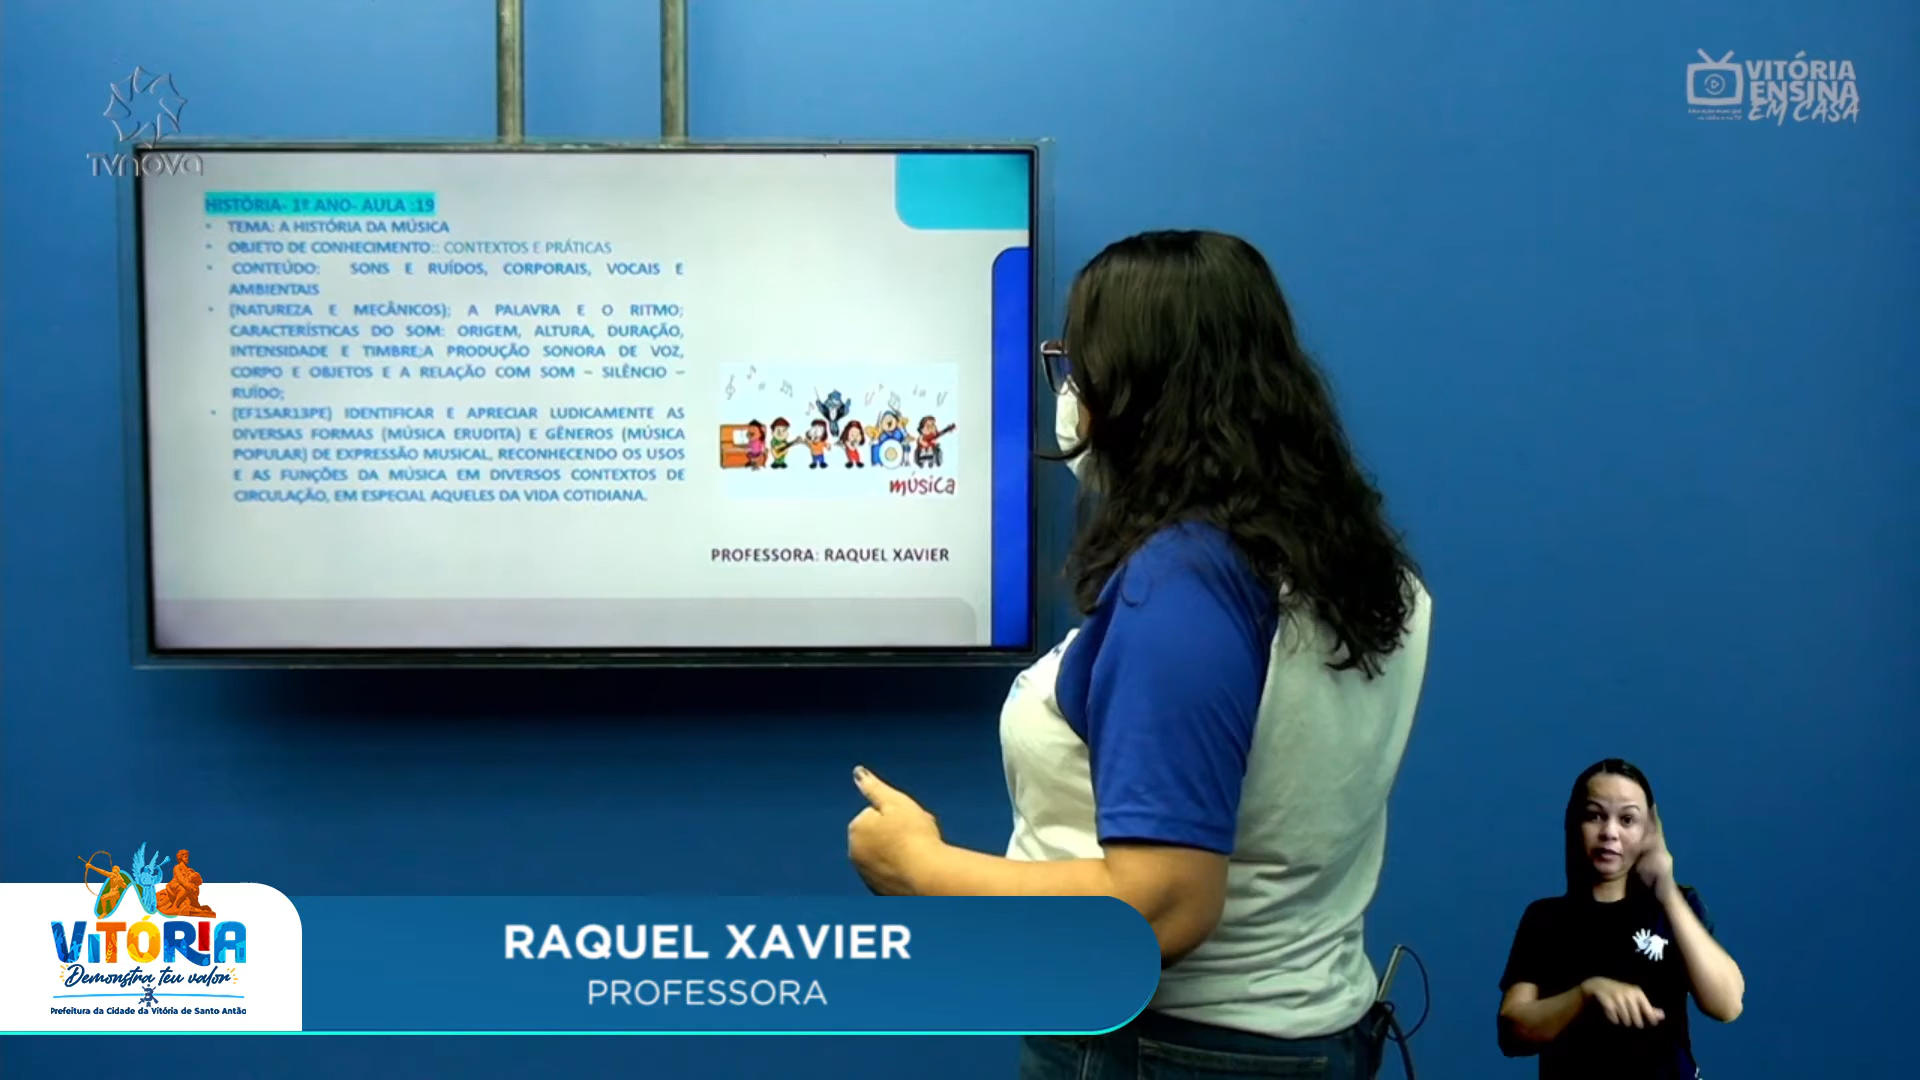 TVNOVA
VITÓRIA
ENSINA
EM CASA
HISTÓRIA- 1º ANO- AULA :19
• TEMA: A HISTÓRIA DA MÚSICA
• OBJETO DE CONHECIMENTO:: CONTEXTOS E PRÁTICAS
• CONTEÚDO: SONS E RUÍDOS, CORPORAIS, VOCAIS E
AMBIENTAIS
• (NATUREZA E MECÂNICOS); A PALAVRA E O RITMO;
CARACTERÍSTICAS DO SOM: ORIGEM, ALTURA, DURAÇÃO,
INTENSIDADE E TIMBRE;A PRODUÇÃO SONORA DE VOZ,
CORPO E OBJETOS E A RELAÇÃO COM SOM – SILÊNCIO –
RUÍDO;
• (EF15AR13PE) IDENTIFICAR E APRECIAR LUDICAMENTE AS
DIVERSAS FORMAS (MÚSICA ERUDITA) E GÊNEROS (MÚSICA
POPULAR) DE EXPRESSÃO MUSICAL, RECONHECENDO OS USOS
E AS FUNÇÕES DA MÚSICA EM DIVERSOS CONTEXTOS DE
CIRCULAÇÃO, EM ESPECIAL AQUELES DA VIDA COTIDIANA.
música
PROFESSORA: RAQUEL XAVIER
VITÓRIA
Demonstra teu valor
Prefeitura da Cidade da Vitória de Santo Antão
RAQUEL XAVIER
PROFESSORA